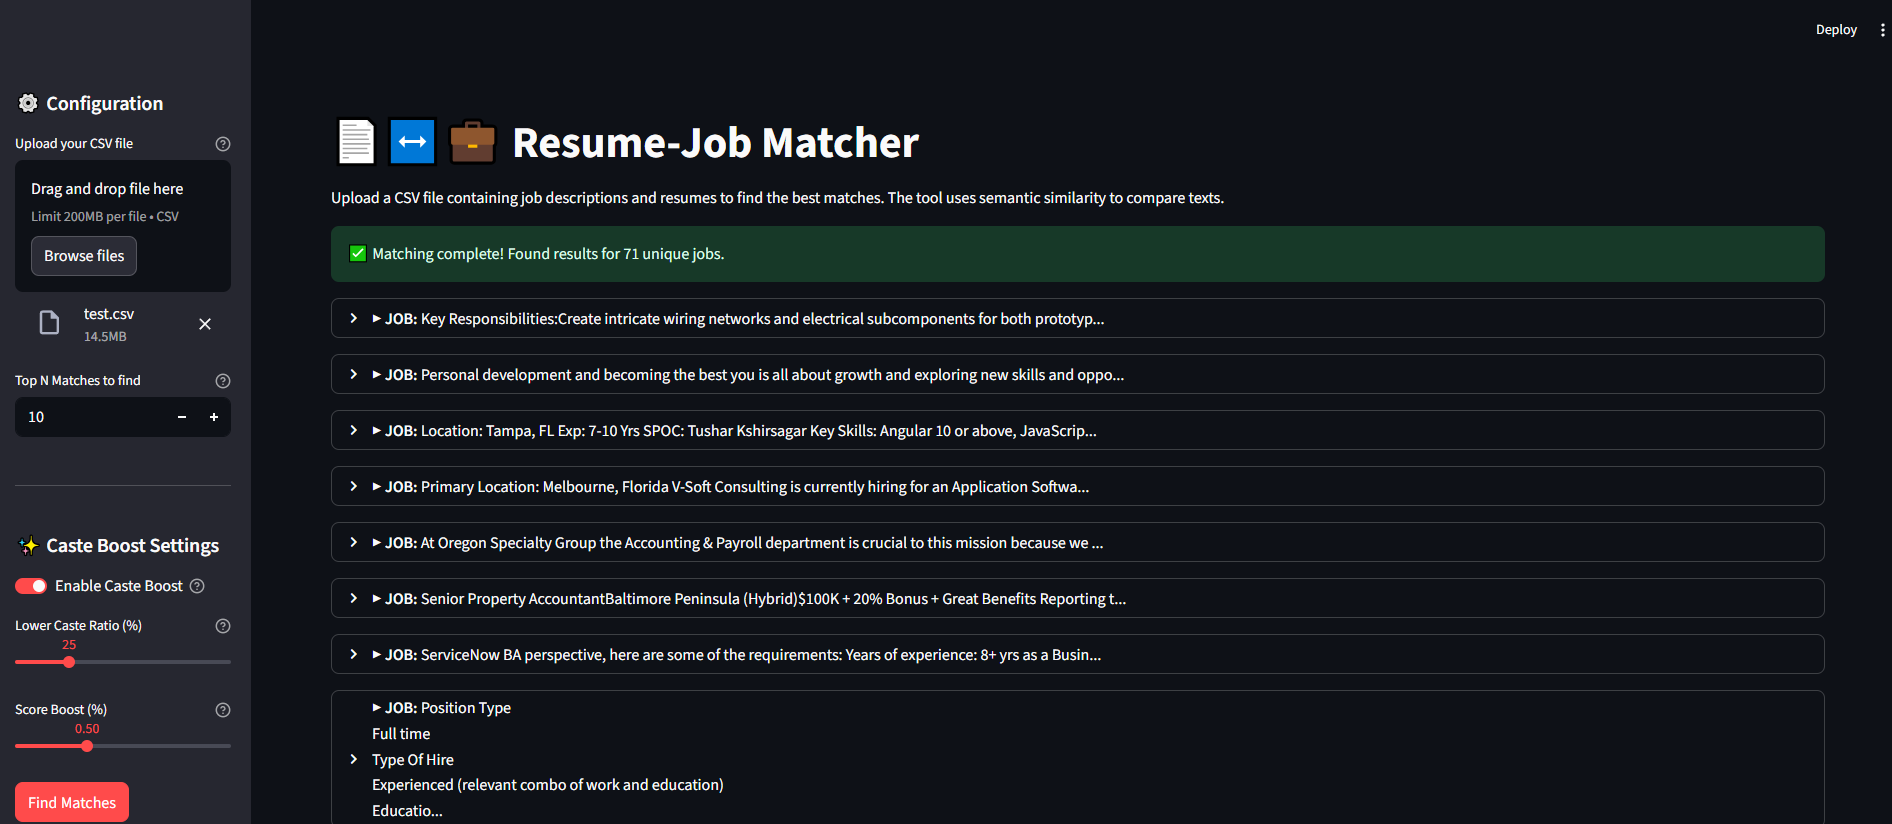 Deploy
Configuration
Upload your CSV file
Drag and drop file here
Limit 200MB per file • CSV
Browse files
test.csv
14.5MB
Top N Matches to find
10
Caste Boost Settings
Enable Caste Boost
Lower Caste Ratio (%)
25
Score Boost (%)
0.50
Find Matches
Resume-Job Matcher
Upload a CSV file containing job descriptions and resumes to find the best matches. The tool uses semantic similarity to compare texts.
Matching complete! Found results for 71 unique jobs.
JOB: Key Responsibilities:Create intricate wiring networks and electrical subcomponents for both prototyp...
JOB: Personal development and becoming the best you is all about growth and exploring new skills and oppo...
JOB: Location: Tampa, FL Exp: 7-10 Yrs SPOC: Tushar Kshirsagar Key Skills: Angular 10 or above, JavaScrip...
JOB: Primary Location: Melbourne, Florida V-Soft Consulting is currently hiring for an Application Softwa...
JOB: At Oregon Specialty Group the Accounting & Payroll department is crucial to this mission because we ...
JOB: Senior Property AccountantBaltimore Peninsula (Hybrid)$100K + 20% Bonus + Great Benefits Reporting t...
JOB: ServiceNow BA perspective, here are some of the requirements: Years of experience: 8+ yrs as a Busin...
JOB: Position Type
Full time
Type Of Hire
Experienced (relevant combo of work and education)
Educatio...